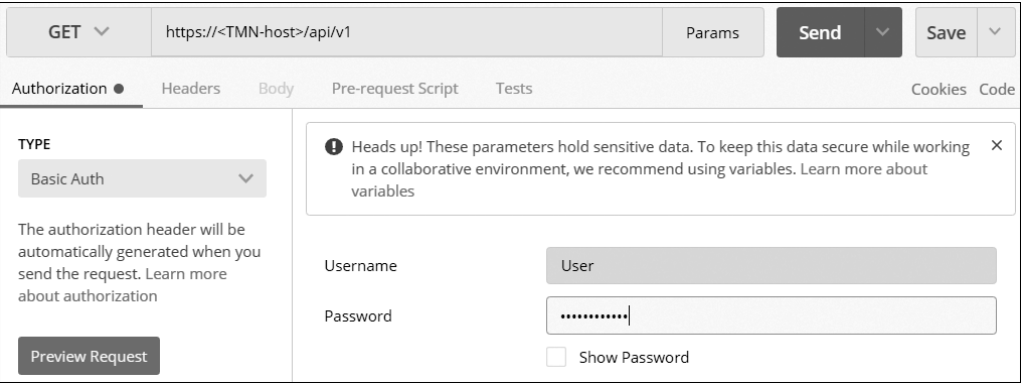 GET https://<TMN-host>/api/v1 Params Send Save
Authorization Headers Body Pre-request Script Tests Cookies Code
TYPE
Basic Auth
The authorization header will be
automatically generated when you
send the request. Learn more
about authorization
Preview Request
Heads up! These parameters hold sensitive data. To keep this data secure while working
in a collaborative environment, we recommend using variables. Learn more about
variables
Username User
Password ••••••••••••
Show Password